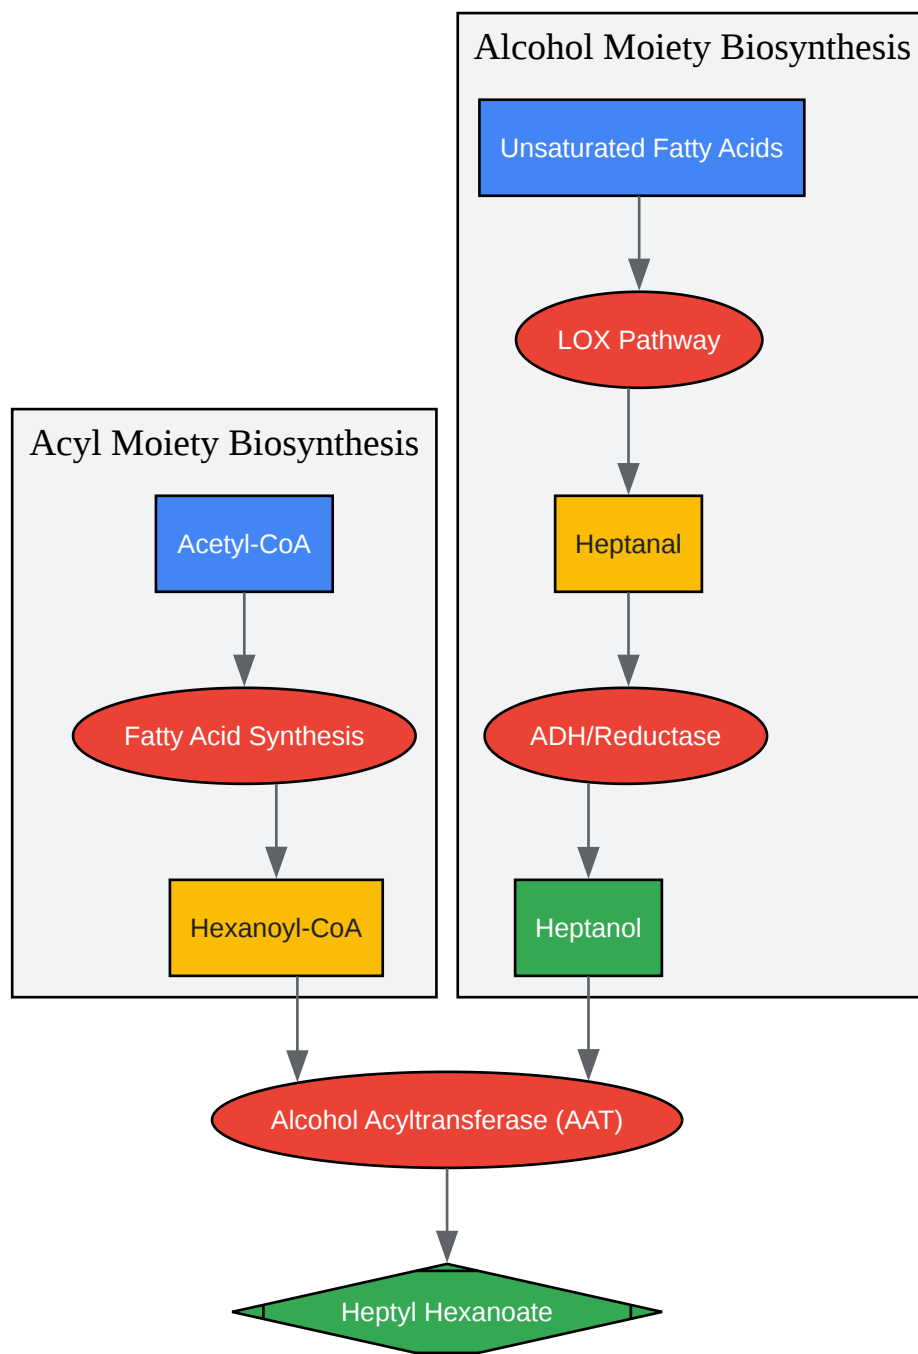 Alcohol Moiety Biosynthesis
Unsaturated Fatty Acids
LOX Pathway
Acyl Moiety Biosynthesis
Acetyl-CoA
Heptanal
Fatty Acid Synthesis
ADH/Reductase
Hexanoyl-CoA
Heptanol
Alcohol Acyltransferase (AAT)
Heptyl Hexanoate